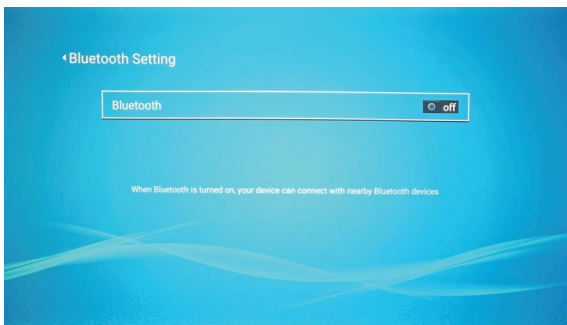 Bluetooth Setting
Bluetooth
off
When Bluetooth is turned on, your device can connect with nearby Bluetooth devices